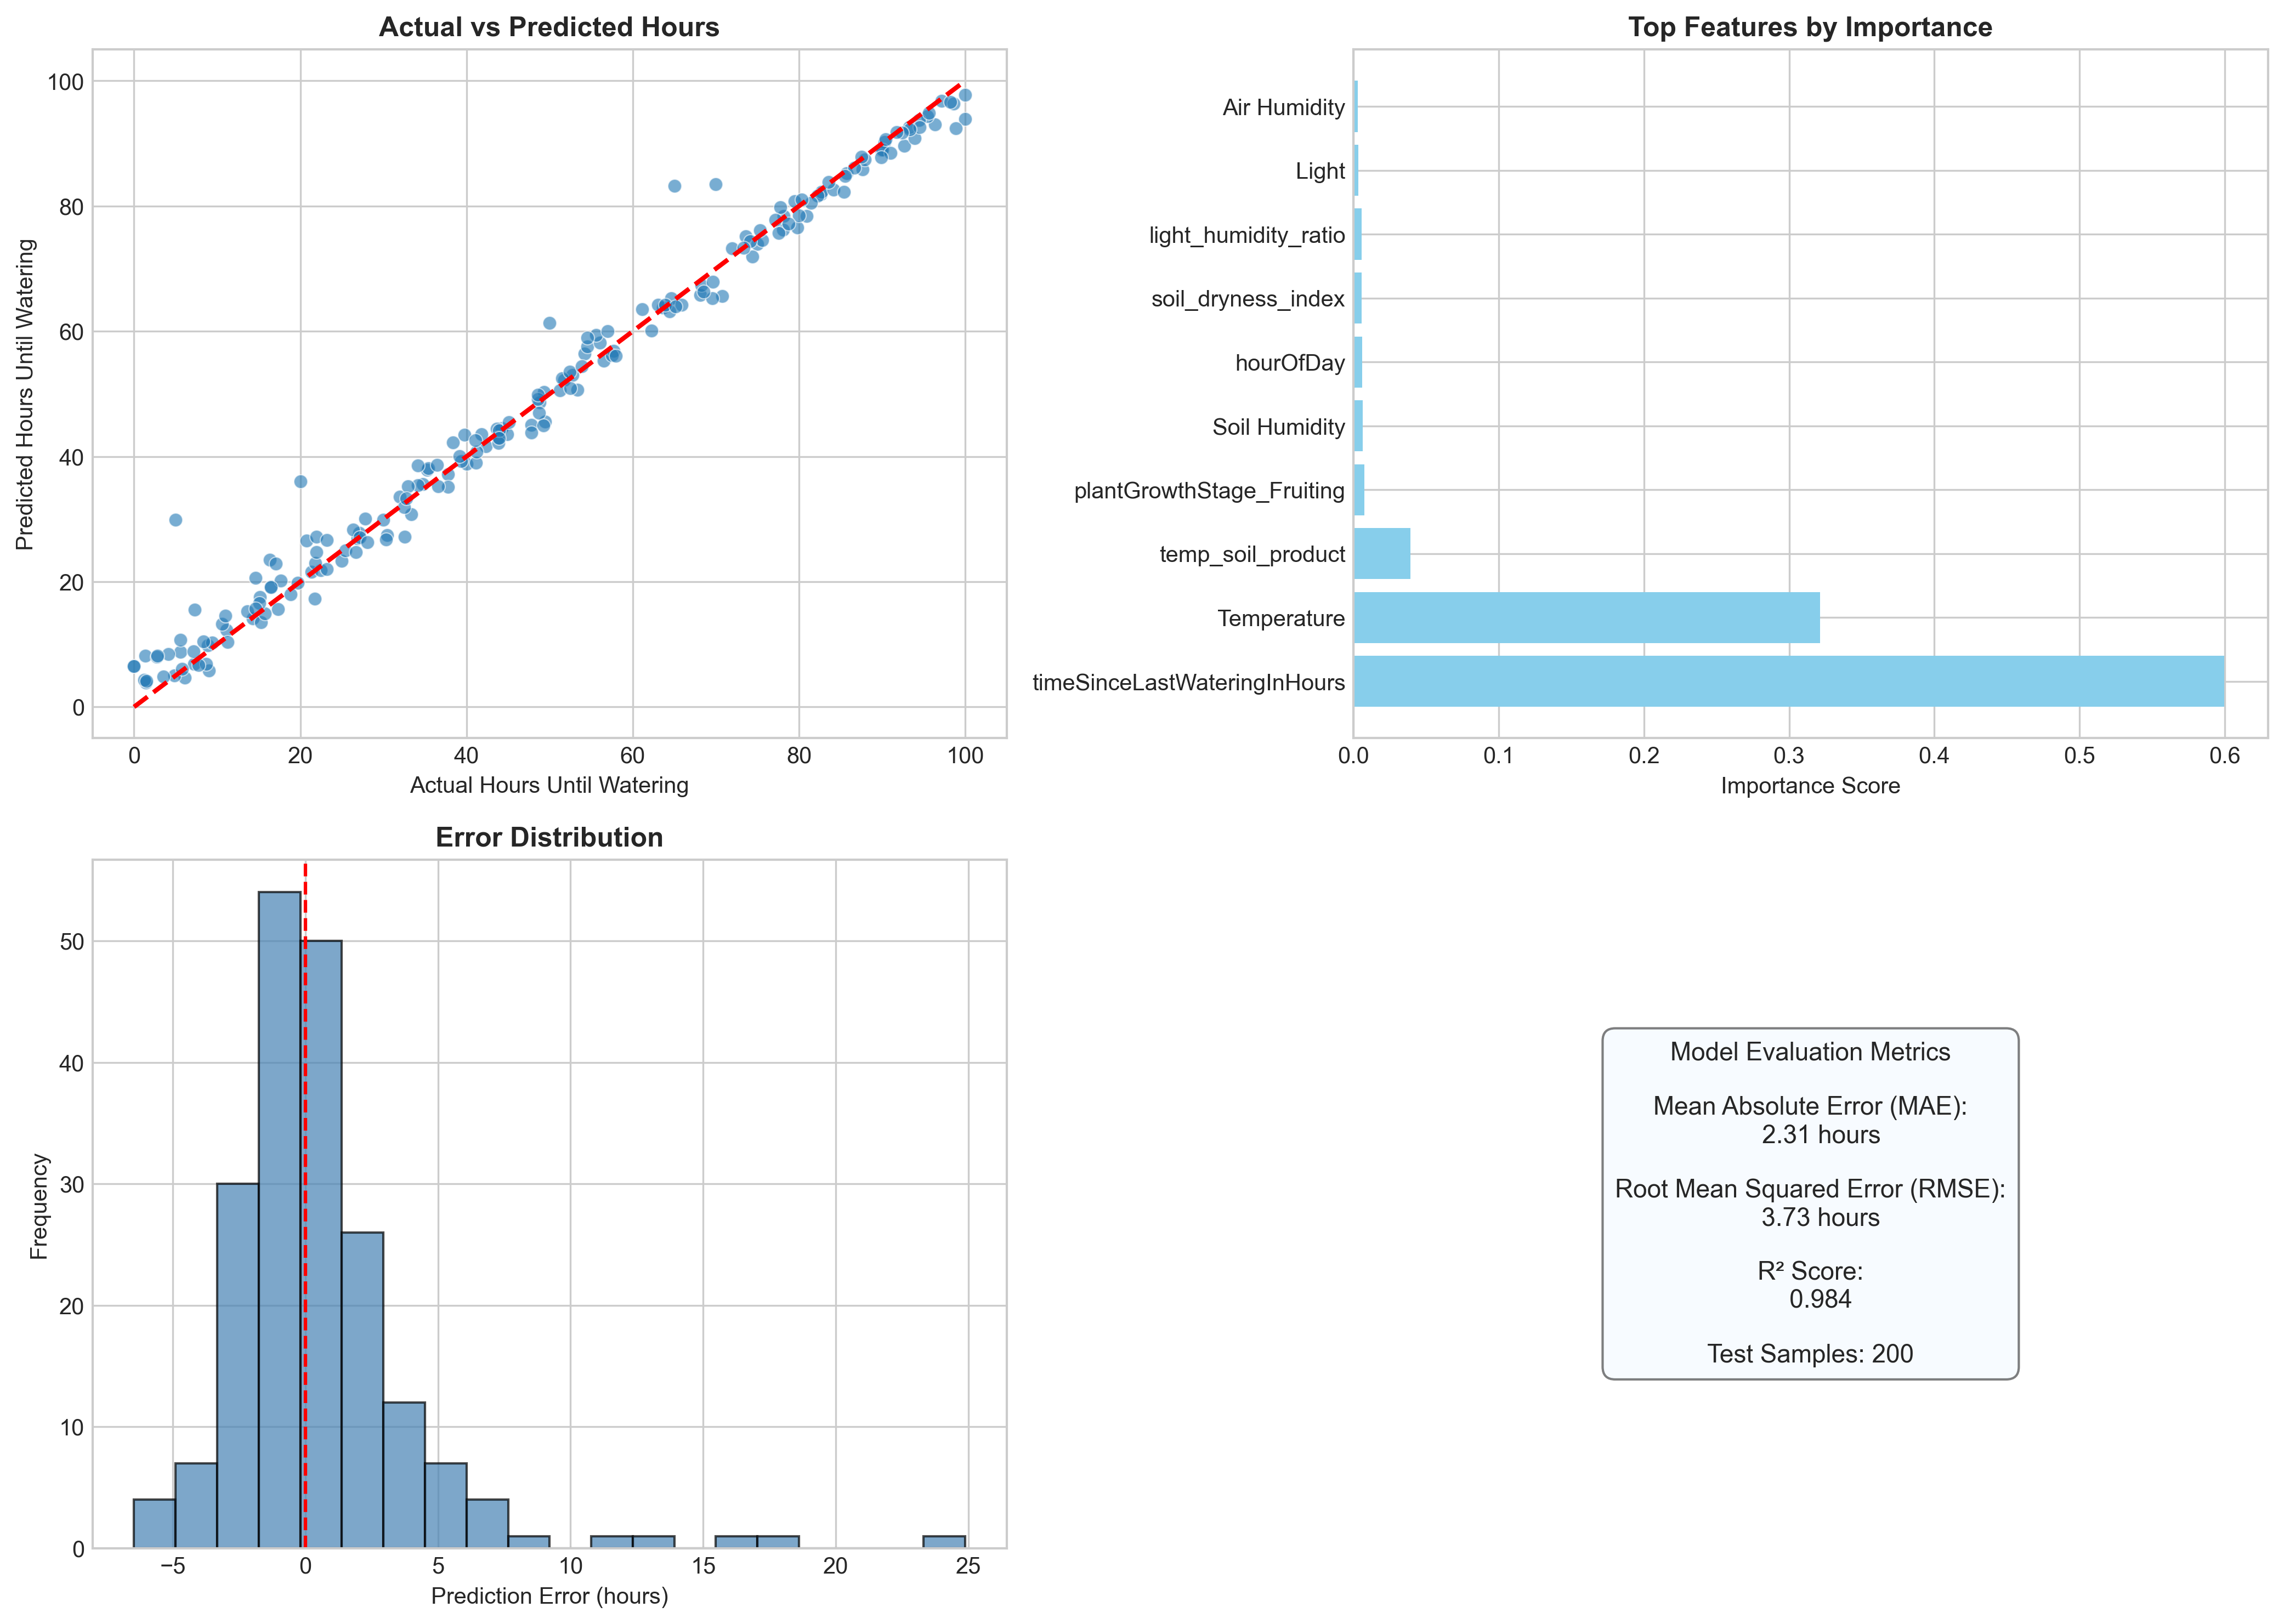 Actual vs Predicted Hours
100
80
60
40
20
0
Predicted Hours Until Watering
0 20 40 60 80 100
Actual Hours Until Watering
Top Features by Importance
Air Humidity
Light
light_humidity_ratio
soil_dryness_index
hourOfDay
Soil Humidity
plantGrowthStage_Fruiting
temp_soil_product
Temperature
timeSinceLastWateringInHours
0.0 0.1 0.2 0.3 0.4 0.5 0.6
Importance Score
Error Distribution
50
40
30
20
10
0
Frequency
−5 0 5 10 15 20 25
Prediction Error (hours)
Model Evaluation Metrics
Mean Absolute Error (MAE):
2.31 hours
Root Mean Squared Error (RMSE):
3.73 hours
R² Score:
0.984
Test Samples: 200